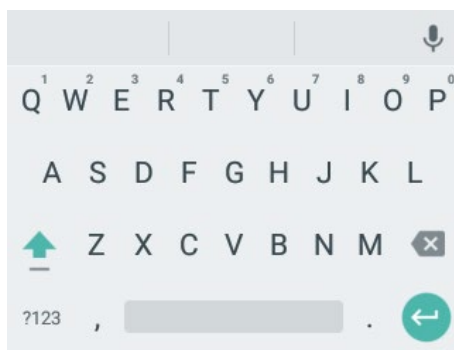 1 2 3 4 5 6 7 8 9 0
Q W E R T Y U I O P
A S D F G H J K L
Z X C V B N M
?123 , .